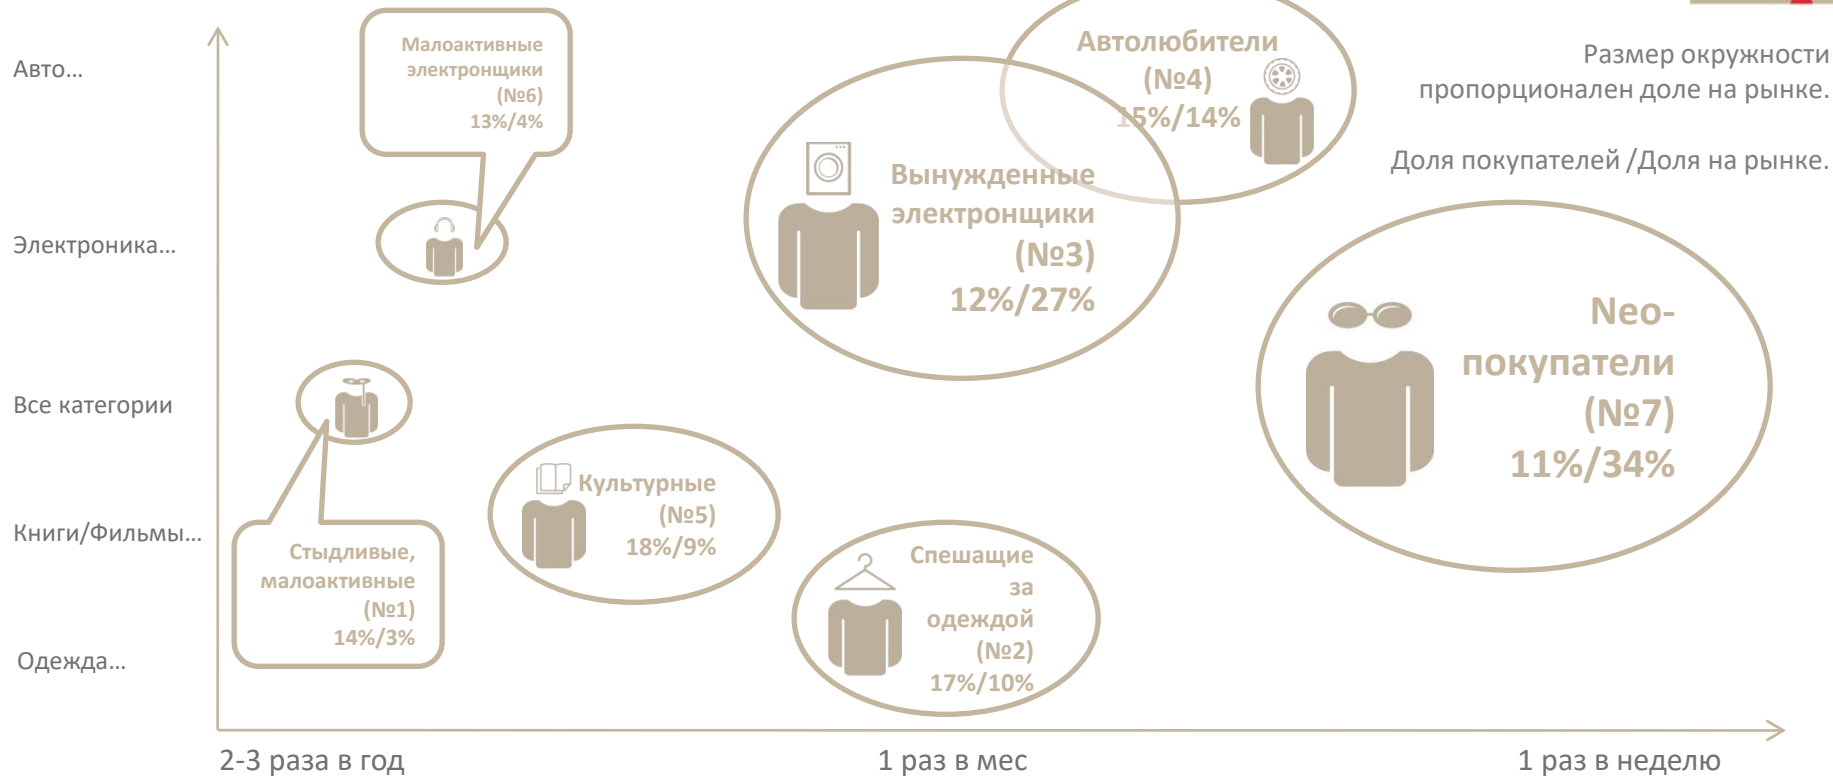 Авто...
Электроника...
Все категории
Книги/Фильмы...
Одежда...
Малоактивные
электронщики
(№6)
13%/4%
Стыдливые,
малоактивные
(№1)
14%/3%
Культурные
(№5)
18%/9%
Вынужденные
электронщики
(№3)
12%/27%
Автолюбители
(№4)
15%/14%
Спешащие
за
одеждой
(№2)
17%/10%
Neo-
покупатели
(№7)
11%/34%
Размер окружности
пропорционален доле на рынке.
Доля покупателей /Доля на рынке.
2-3 раза в год
1 раз в мес
1 раз в неделю